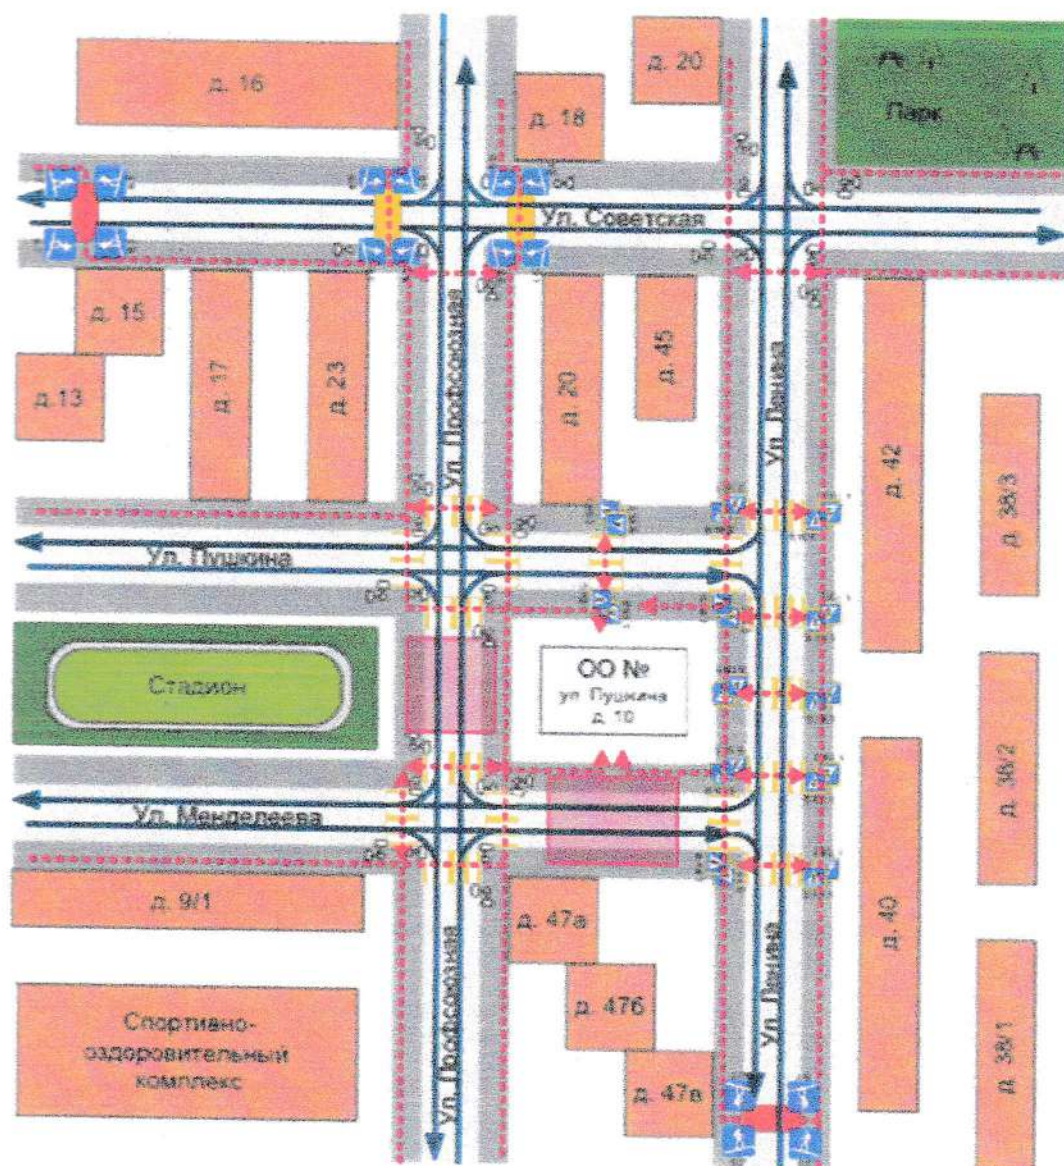 д. 16
д. 18
д. 20
Парк
Ул. Советская
д. 15
д. 13
д. 17
д. 23
Ул. Профсоюзная
д. 20
д. 45
Ул. Ленина
д. 42
д. 38/3
Ул. Пушкина
Стадион
ОО №
ул. Пушкина
д. 10
д. 38/2
Ул. Менделеева
д. 9/1
д. 47а
д. 40
Спортивно-
оздоровительный
комплекс
Ул. Профсоюзная
д. 47б
Ул. Ленина
д. 47в
д. 38/1